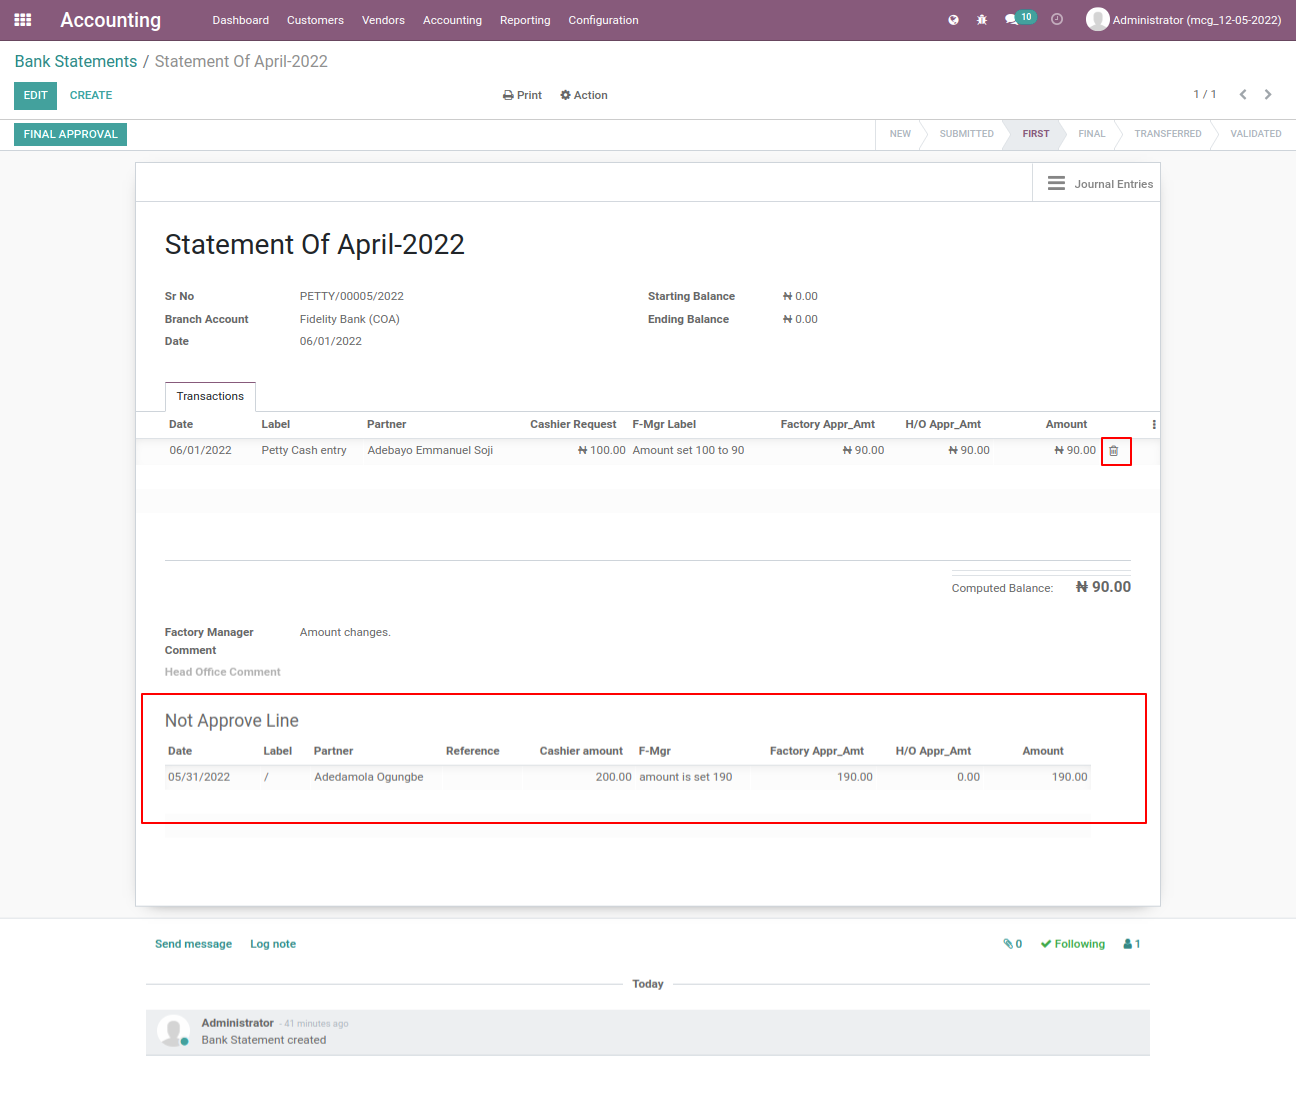 Accounting Dashboard Customers Vendors Accounting Reporting Configuration 10 Administrator (mcg_12-05-2022)
Bank Statements / Statement Of April-2022
EDIT CREATE Print Action 1 / 1
FINAL APPROVAL NEW SUBMITTED FIRST FINAL TRANSFERRED VALIDATED
Journal Entries
Statement Of April-2022
Sr No PETTY/00005/2022 Starting Balance ₦ 0.00
Branch Account Fidelity Bank (COA) Ending Balance ₦ 0.00
Date 06/01/2022
Transactions
Date Label Partner Cashier Request F-Mgr Label Factory Appr_Amt H/O Appr_Amt Amount
06/01/2022 Petty Cash entry Adebayo Emmanuel Soji ₦ 100.00 Amount set 100 to 90 ₦ 90.00 ₦ 90.00 ₦ 90.00
Computed Balance: ₦ 90.00
Factory Manager Comment Amount changes.
Head Office Comment
Not Approve Line
Date Label Partner Reference Cashier amount F-Mgr Factory Appr_Amt H/O Appr_Amt Amount
05/31/2022 / Adedamola Ogungbe 200.00 amount is set 190 190.00 0.00 190.00
Send message Log note 0 Following 1
Today
Administrator - 41 minutes ago
Bank Statement created